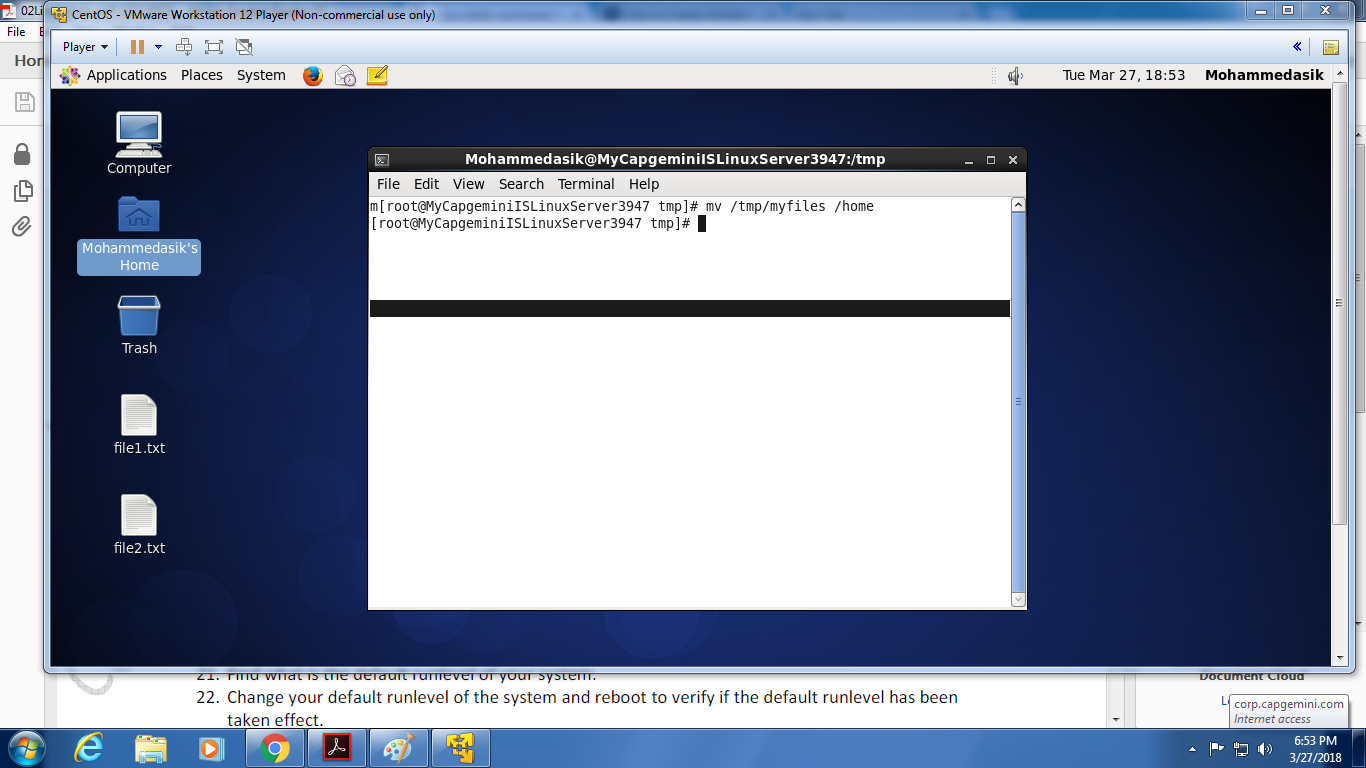 02Li
CentOS - VMware Workstation 12 Player (Non-commercial use only)
File
Player
Hom
Applications Places System
Tue Mar 27, 18:53 Mohammedasik
Computer
Mohammedasik's
Home
Trash
file1.txt
file2.txt
Mohammedasik@MyCapgeminiISLinuxServer3947:/tmp
File Edit View Search Terminal Help
m[root@MyCapgeminiISLinuxServer3947 tmp]# mv /tmp/myfiles /home
[root@MyCapgeminiISLinuxServer3947 tmp]#
21. Find what is the default runlevel of your system.
22. Change your default runlevel of the system and reboot to verify if the default runlevel has been
taken effect.
Document Cloud
corp.capgemini.com
Internet access
6:53 PM
3/27/2018